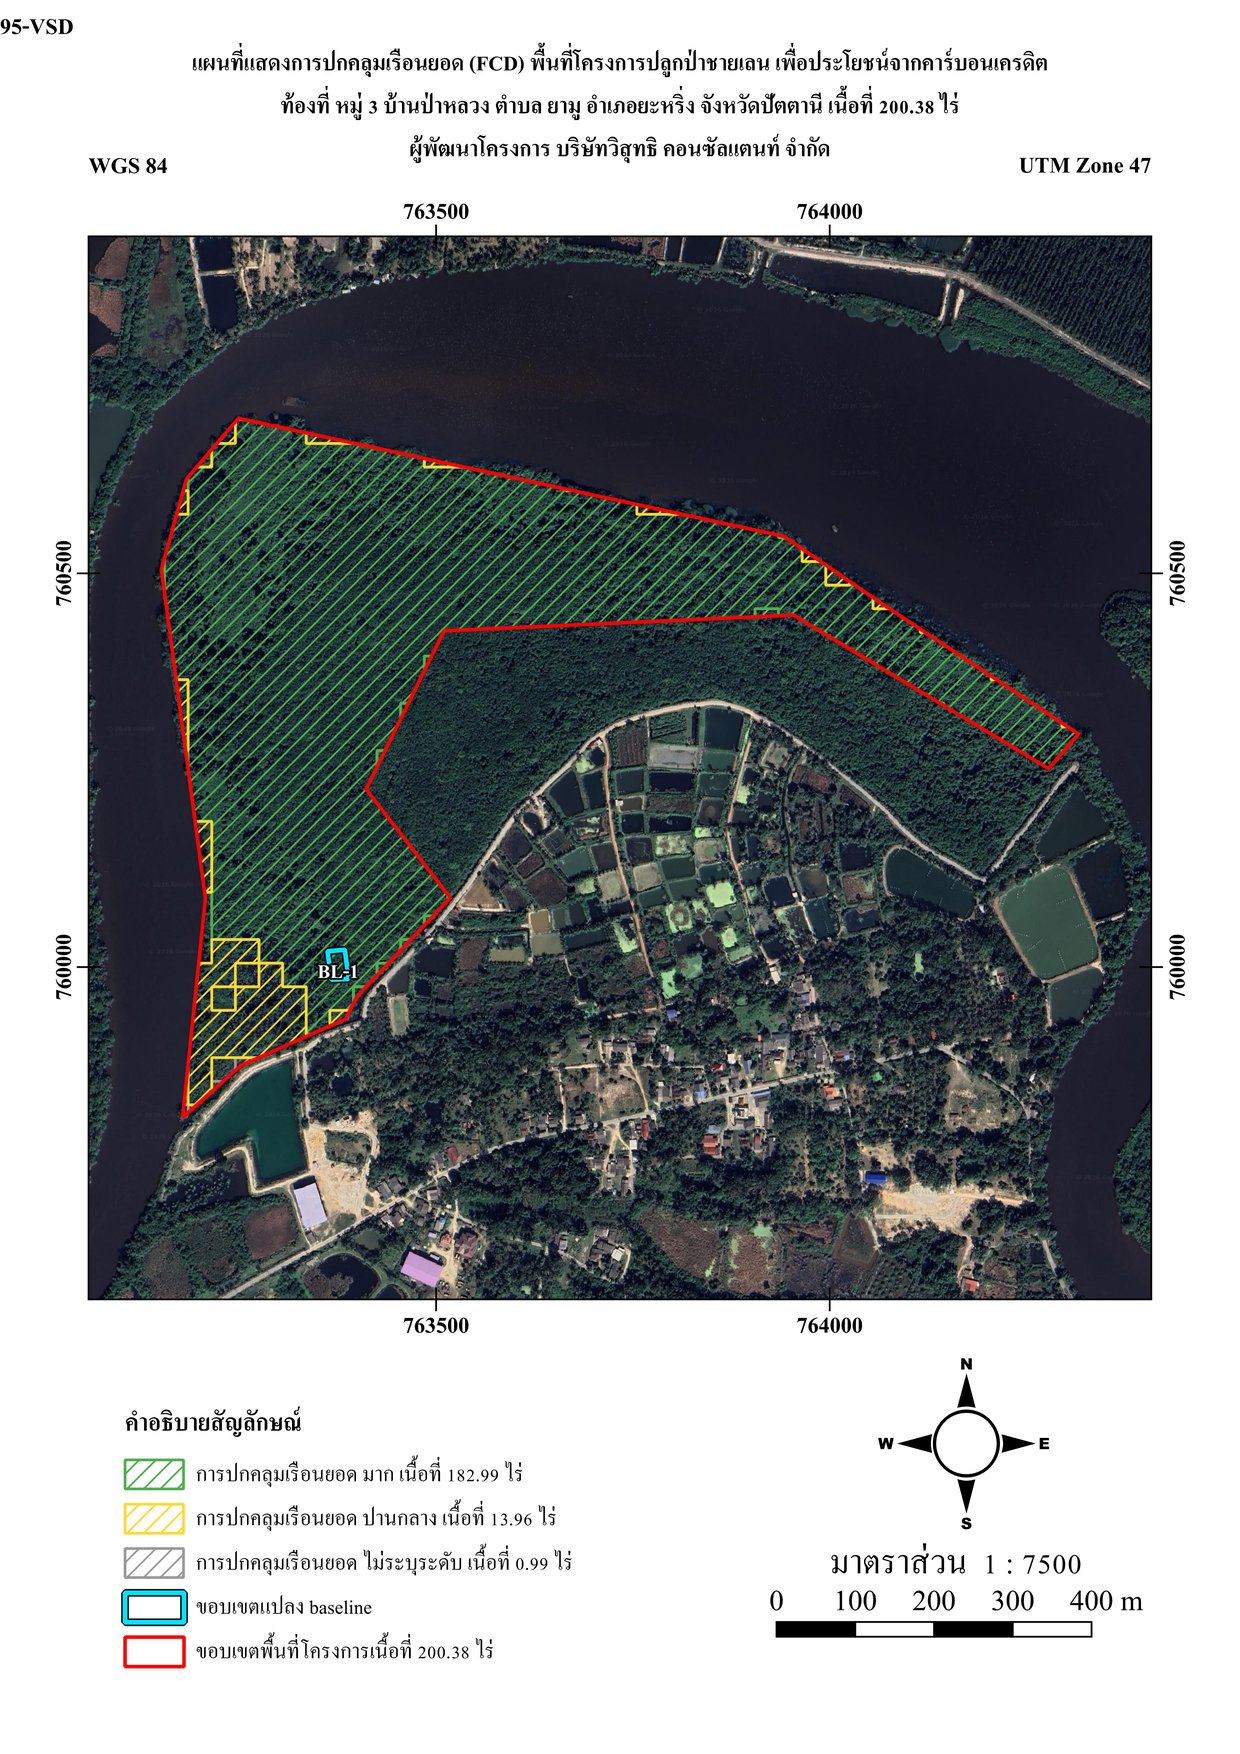 95-VSD
แผนที่แสดงการปกคลุมเรือนยอด (FCD) พื้นที่โครงการปลูกป่าชายเลน เพื่อประโยชน์จากคาร์บอนเครดิต
ท้องที่ หมู่ 3 บ้านป่าหลวง ตำบล ยามู อำเภอยะหริ่ง จังหวัดปัตตานี เนื้อที่ 200.38 ไร่
ผู้พัฒนาโครงการ บริษัทวิสุทธิ คอนซัลแตนท์ จำกัด
WGS 84
UTM Zone 47
763500
764000
760500
760500
760000
760000
BL-1
763500
764000
N
W
E
S
คำอธิบายสัญลักษณ์
การปกคลุมเรือนยอด มาก เนื้อที่ 182.99 ไร่
การปกคลุมเรือนยอด ปานกลาง เนื้อที่ 13.96 ไร่
การปกคลุมเรือนยอด ไม่ระบุระดับ เนื้อที่ 0.99 ไร่
ขอบเขตแปลง baseline
ขอบเขตพื้นที่โครงการเนื้อที่ 200.38 ไร่
มาตราส่วน 1 : 7500
0 100 200 300 400 m